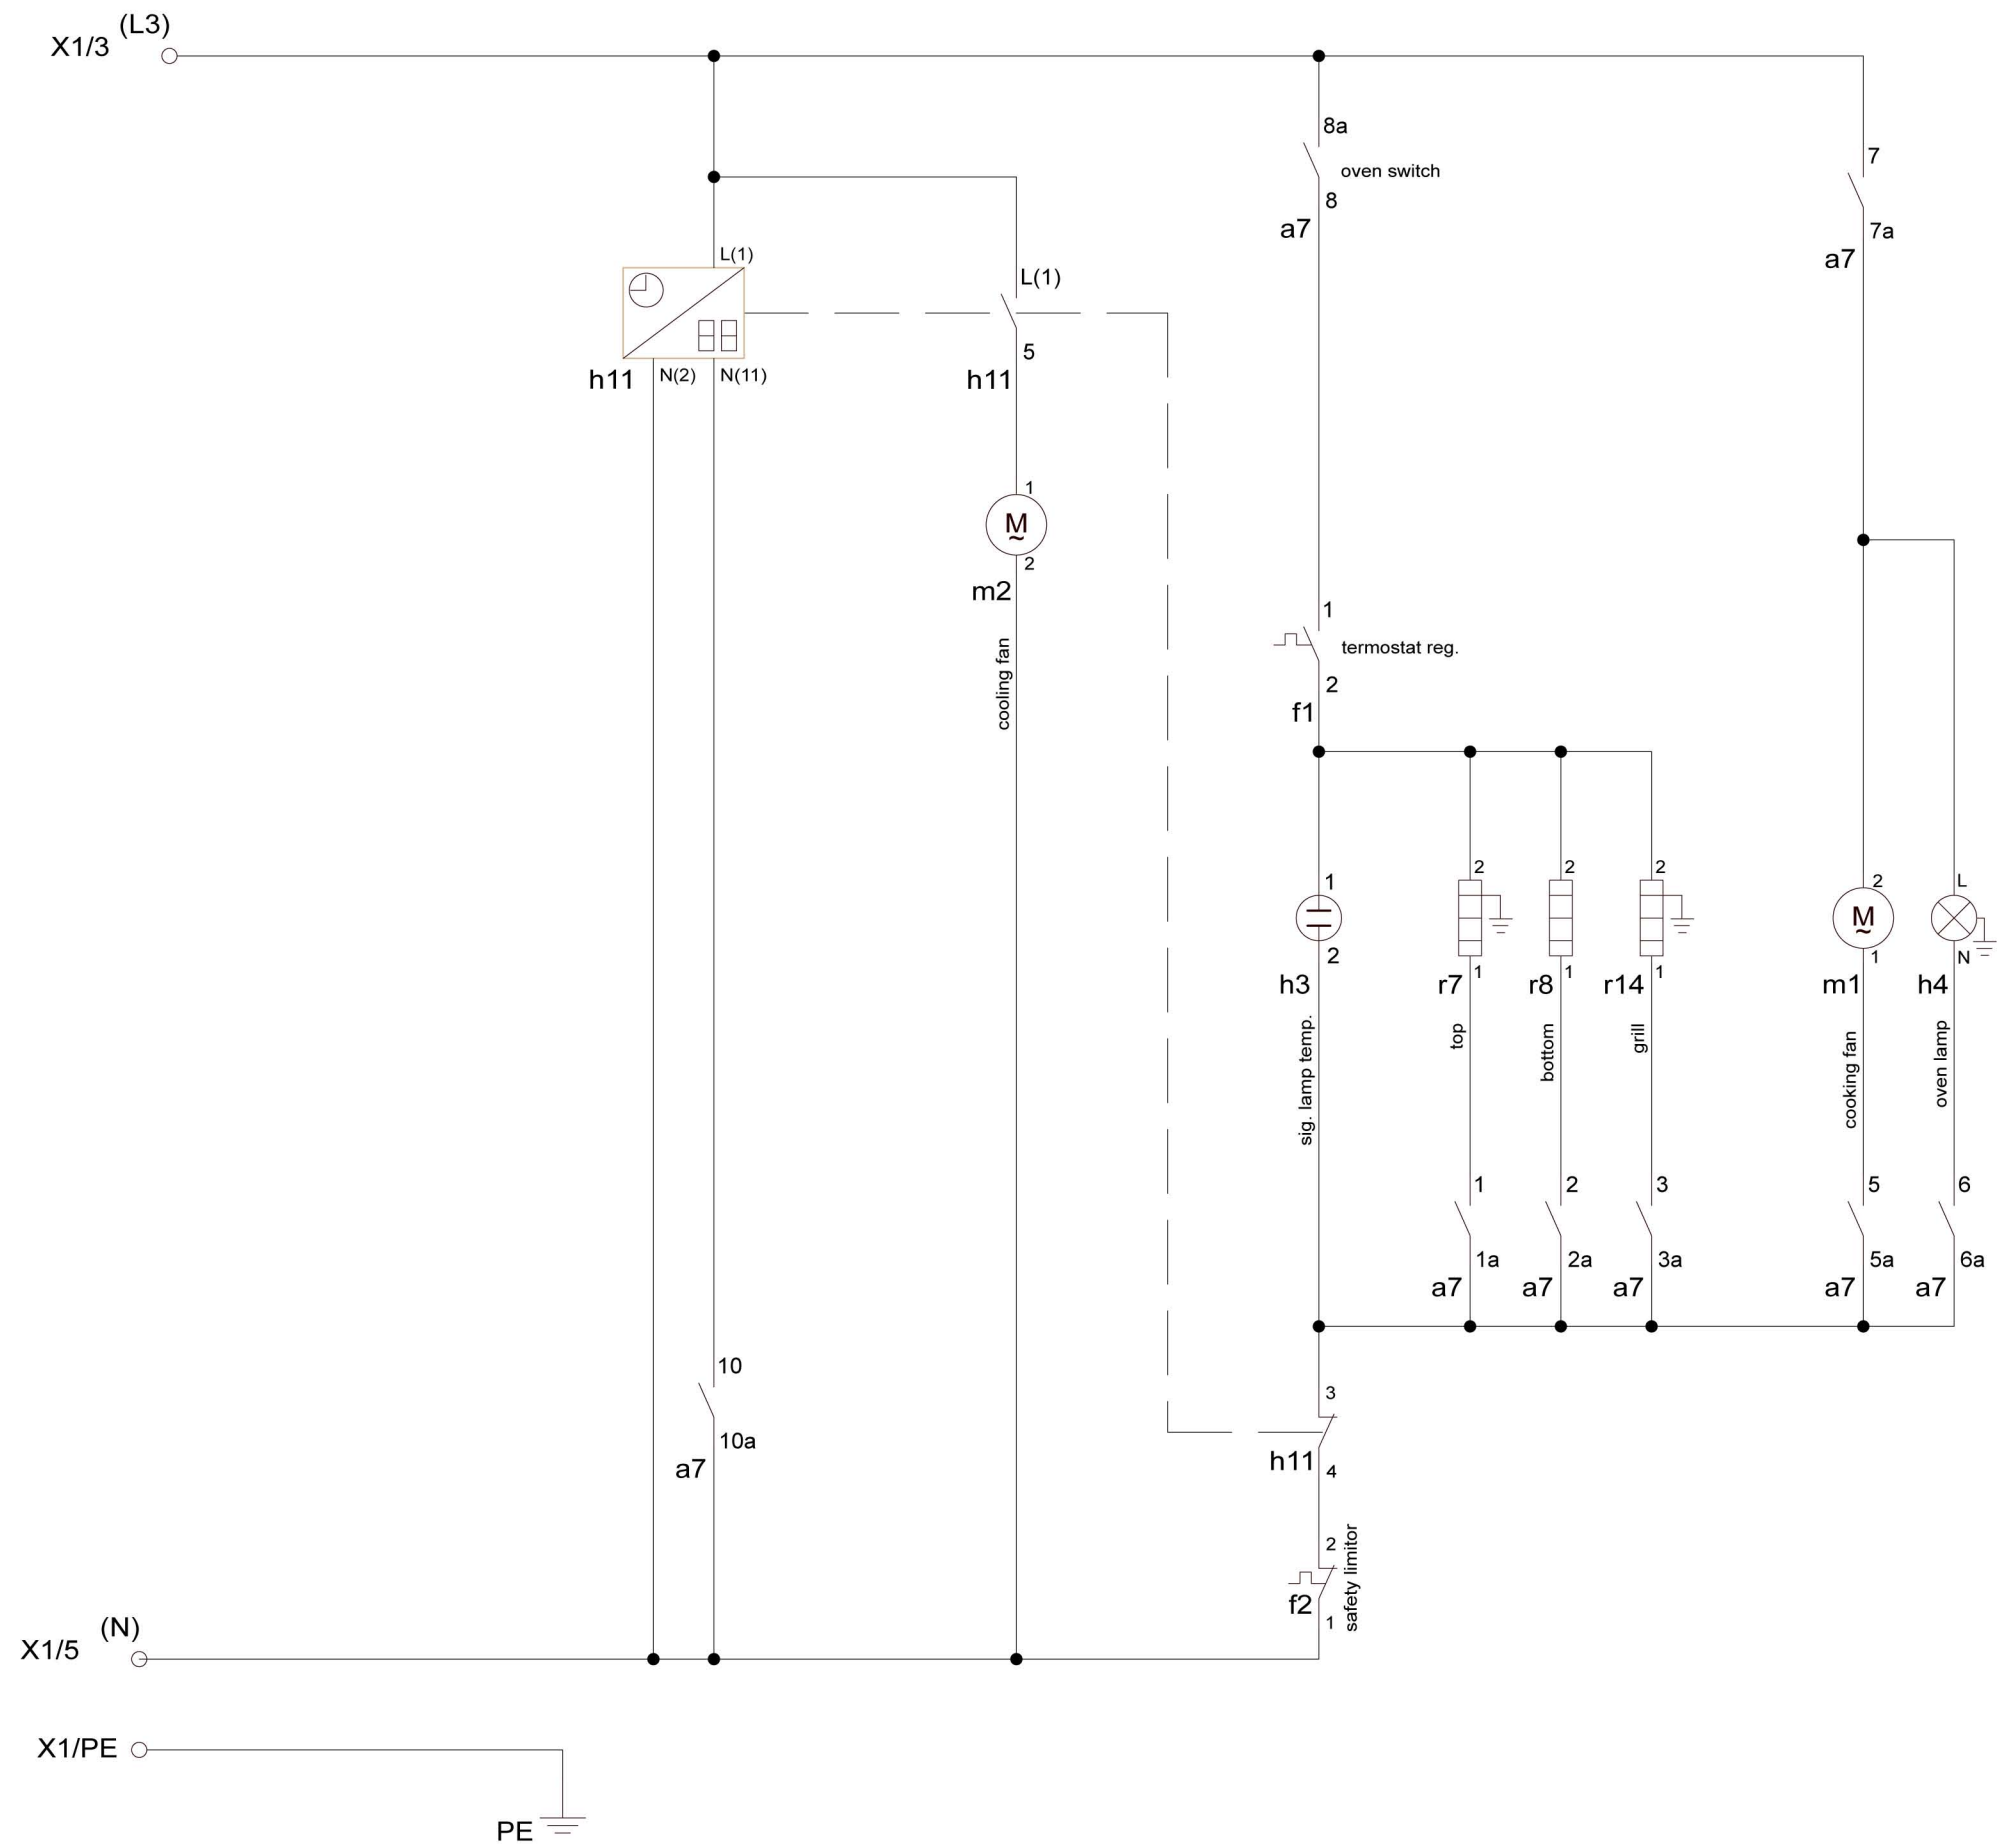 (L3)
X1/3
8a
oven switch
8
a7
7
7a
a7
L(1)
h11
N(2)
N(11)
L(1)
5
h11
1
M
~
2
m2
cooling fan
1
termostat reg.
2
f1
1
2
h3
sig. lamp temp.
2
1
r7
top
2
1
r8
bottom
2
1
r14
grill
2
M
~
1
m1
cooking fan
L
N
h4
oven lamp
1
1a
a7
2
2a
a7
3
3a
a7
5
5a
a7
6
6a
a7
10
10a
a7
3
h11
4
2
f2
1
safety limitor
(N)
X1/5
X1/PE
PE